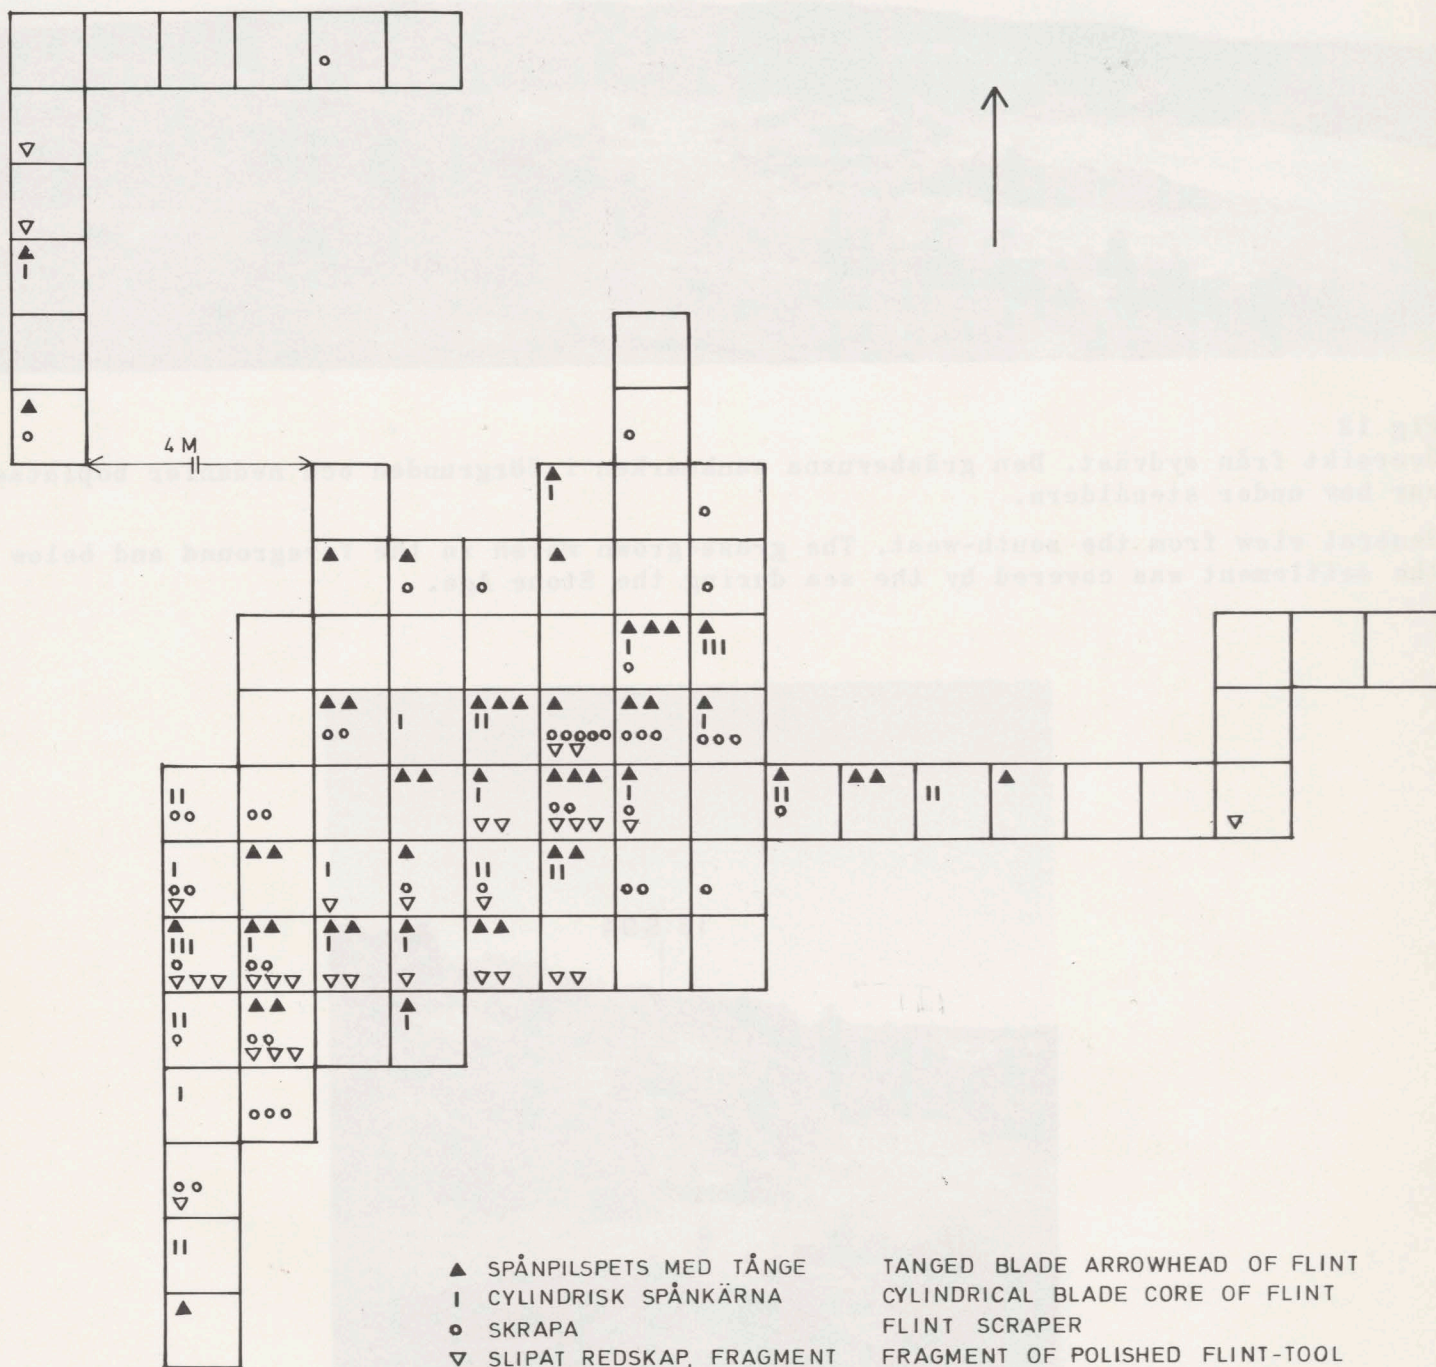 4 M
▲ SPÅNPILSPETS MED TÅNGE TANGED BLADE ARROWHEAD OF FLINT
I CYLINDRISK SPÅNKÄRNA CYLINDRICAL BLADE CORE OF FLINT
o SKRAPA FLINT SCRAPER
▽ SLIPAT REDSKAP, FRAGMENT FRAGMENT OF POLISHED FLINT-TOOL